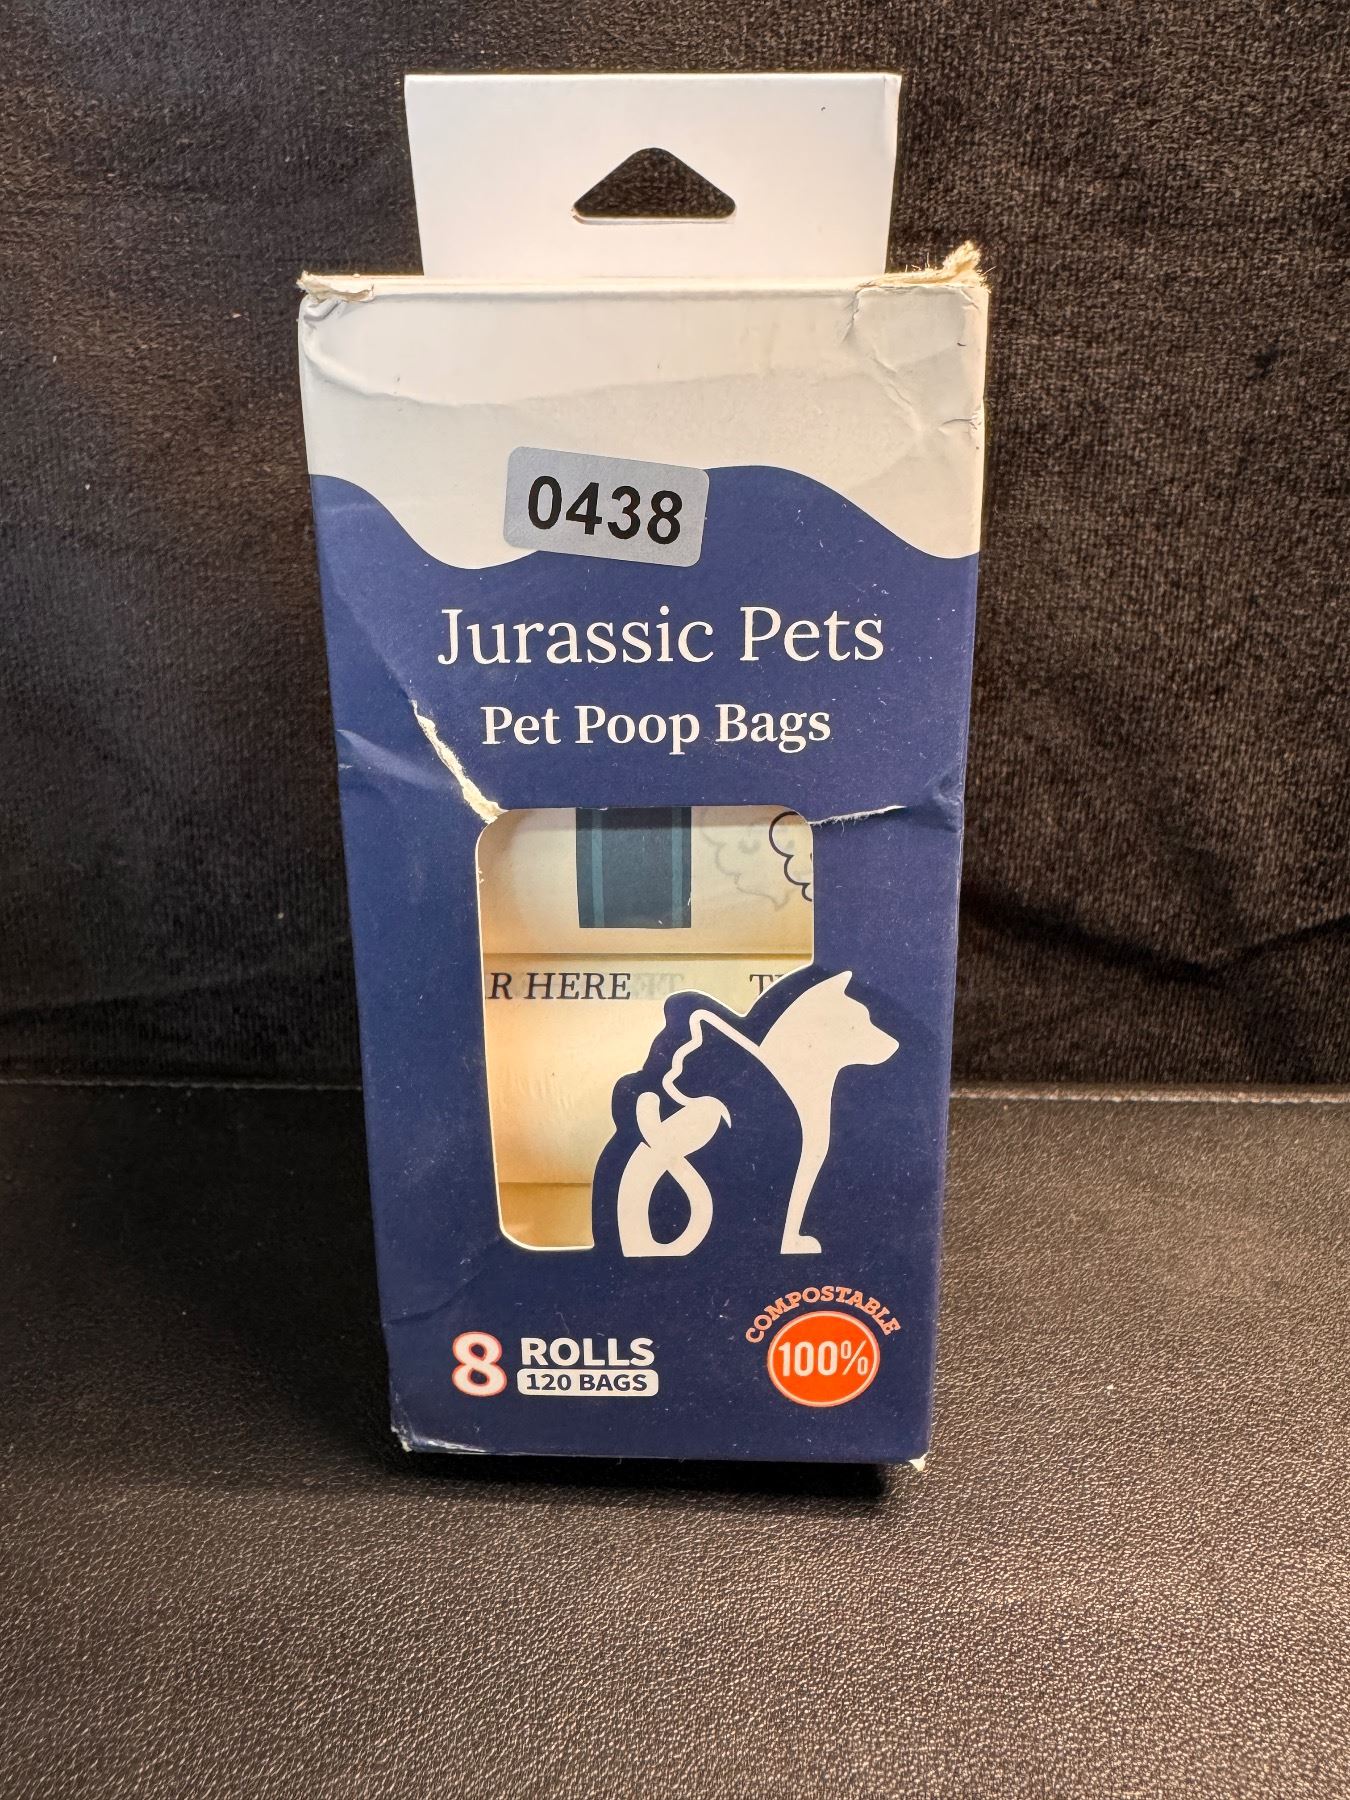 0438
Jurassic Pets
Pet Poop Bags
R HERE
8 ROLLS
120 BAGS
COMPOSTABLE
100%